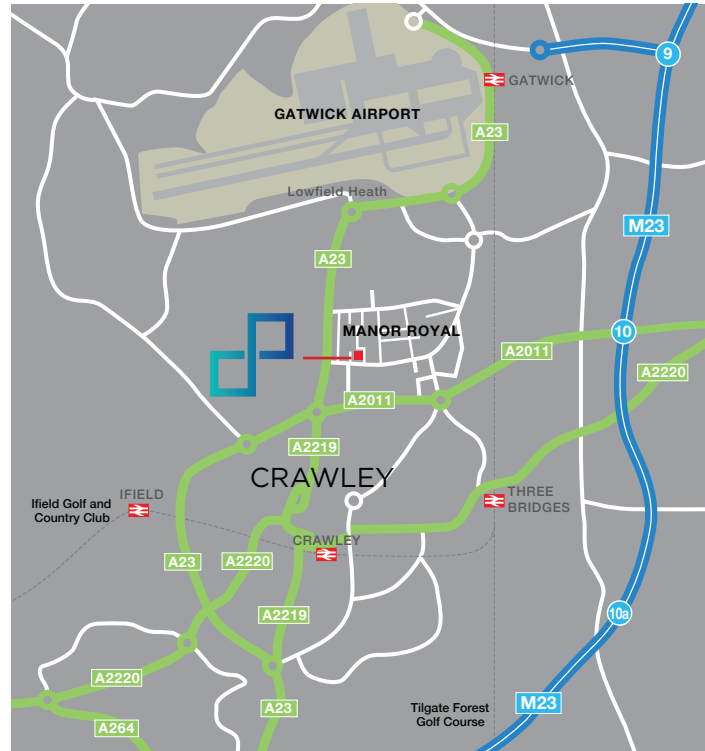 9
GATWICK
GATWICK AIRPORT
A23
Lowfield Heath
M23
A23
MANOR ROYAL
10
A2011
A2220
A2011
A2219
CRAWLEY
IFIELD
THREE
BRIDGES
Ifield Golf and
Country Club
CRAWLEY
A23
A2220
A2219
10a
A2220
A23
A264
Tilgate Forest
Golf Course
M23